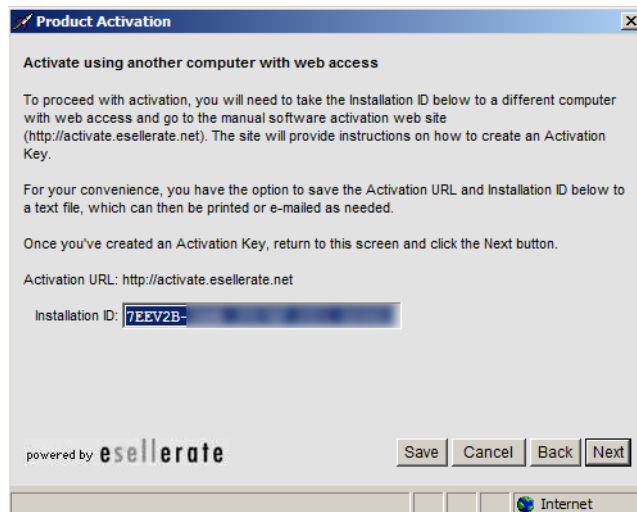 Product Activation
Activate using another computer with web access
To proceed with activation, you will need to take the Installation ID below to a different computer
with web access and go to the manual software activation web site
(http://activate.esellerate.net). The site will provide instructions on how to create an Activation
Key.
For your convenience, you have the option to save the Activation URL and Installation ID below to
a text file, which can then be printed or e-mailed as needed.
Once you've created an Activation Key, return to this screen and click the Next button.
Activation URL: http://activate.esellerate.net
Installation ID: 7EEV2B-
powered by esellerate
Save Cancel Back Next
Internet